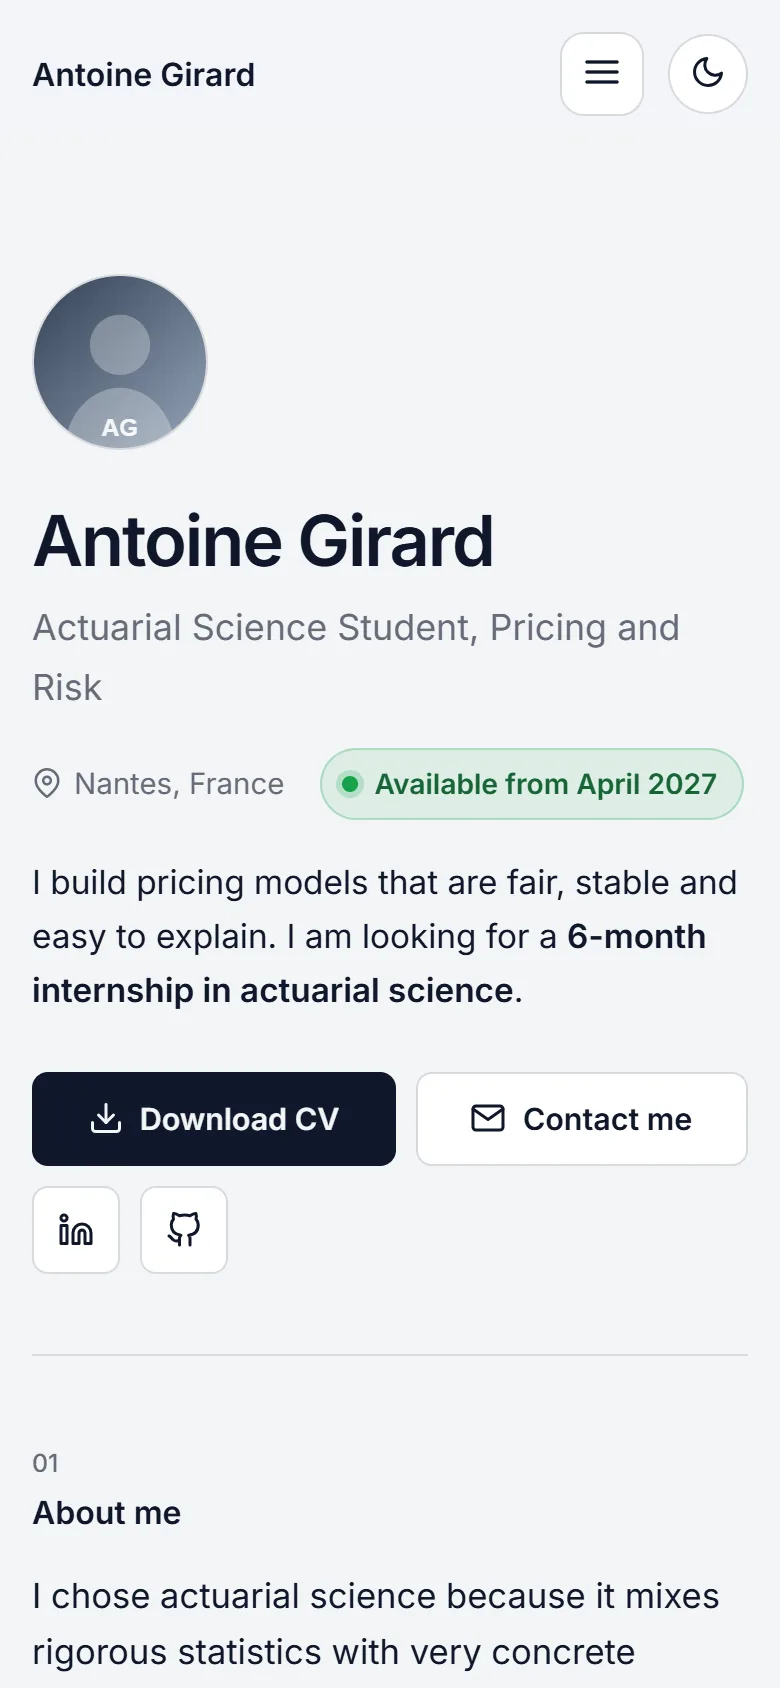 Antoine Girard
AG
Antoine Girard
Actuarial Science Student, Pricing and
Risk
Nantes, France
Available from April 2027
I build pricing models that are fair, stable and
easy to explain. I am looking for a 6-month
internship in actuarial science.
Download CV
Contact me
in
01
About me
I chose actuarial science because it mixes
rigorous statistics with very concrete